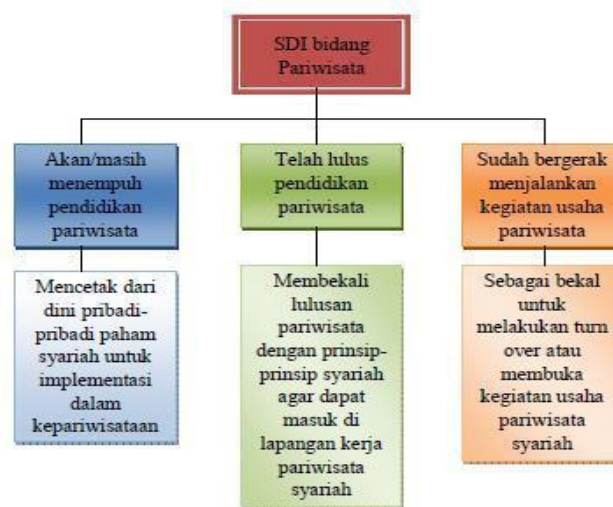 SDI bidang
Pariwisata
Akan/masih
menempuh
pendidikan
pariwisata
Telah lulus
pendidikan
pariwisata
Sudah bergerak
menjalankan
kegiatan usaha
pariwisata
Mencetak dari
dini pribadi-
pribadi paham
syariah untuk
implementasi
dalam
kepariwisataan
Membekali
lulusan
pariwisata
dengan prinsip-
prinsip syariah
agar dapat
masuk di
lapangan kerja
pariwisata
syariah
Sebagai bekal
untuk
melakukan turn
over atau
membuka
kegiatan usaha
pariwisata
syariah